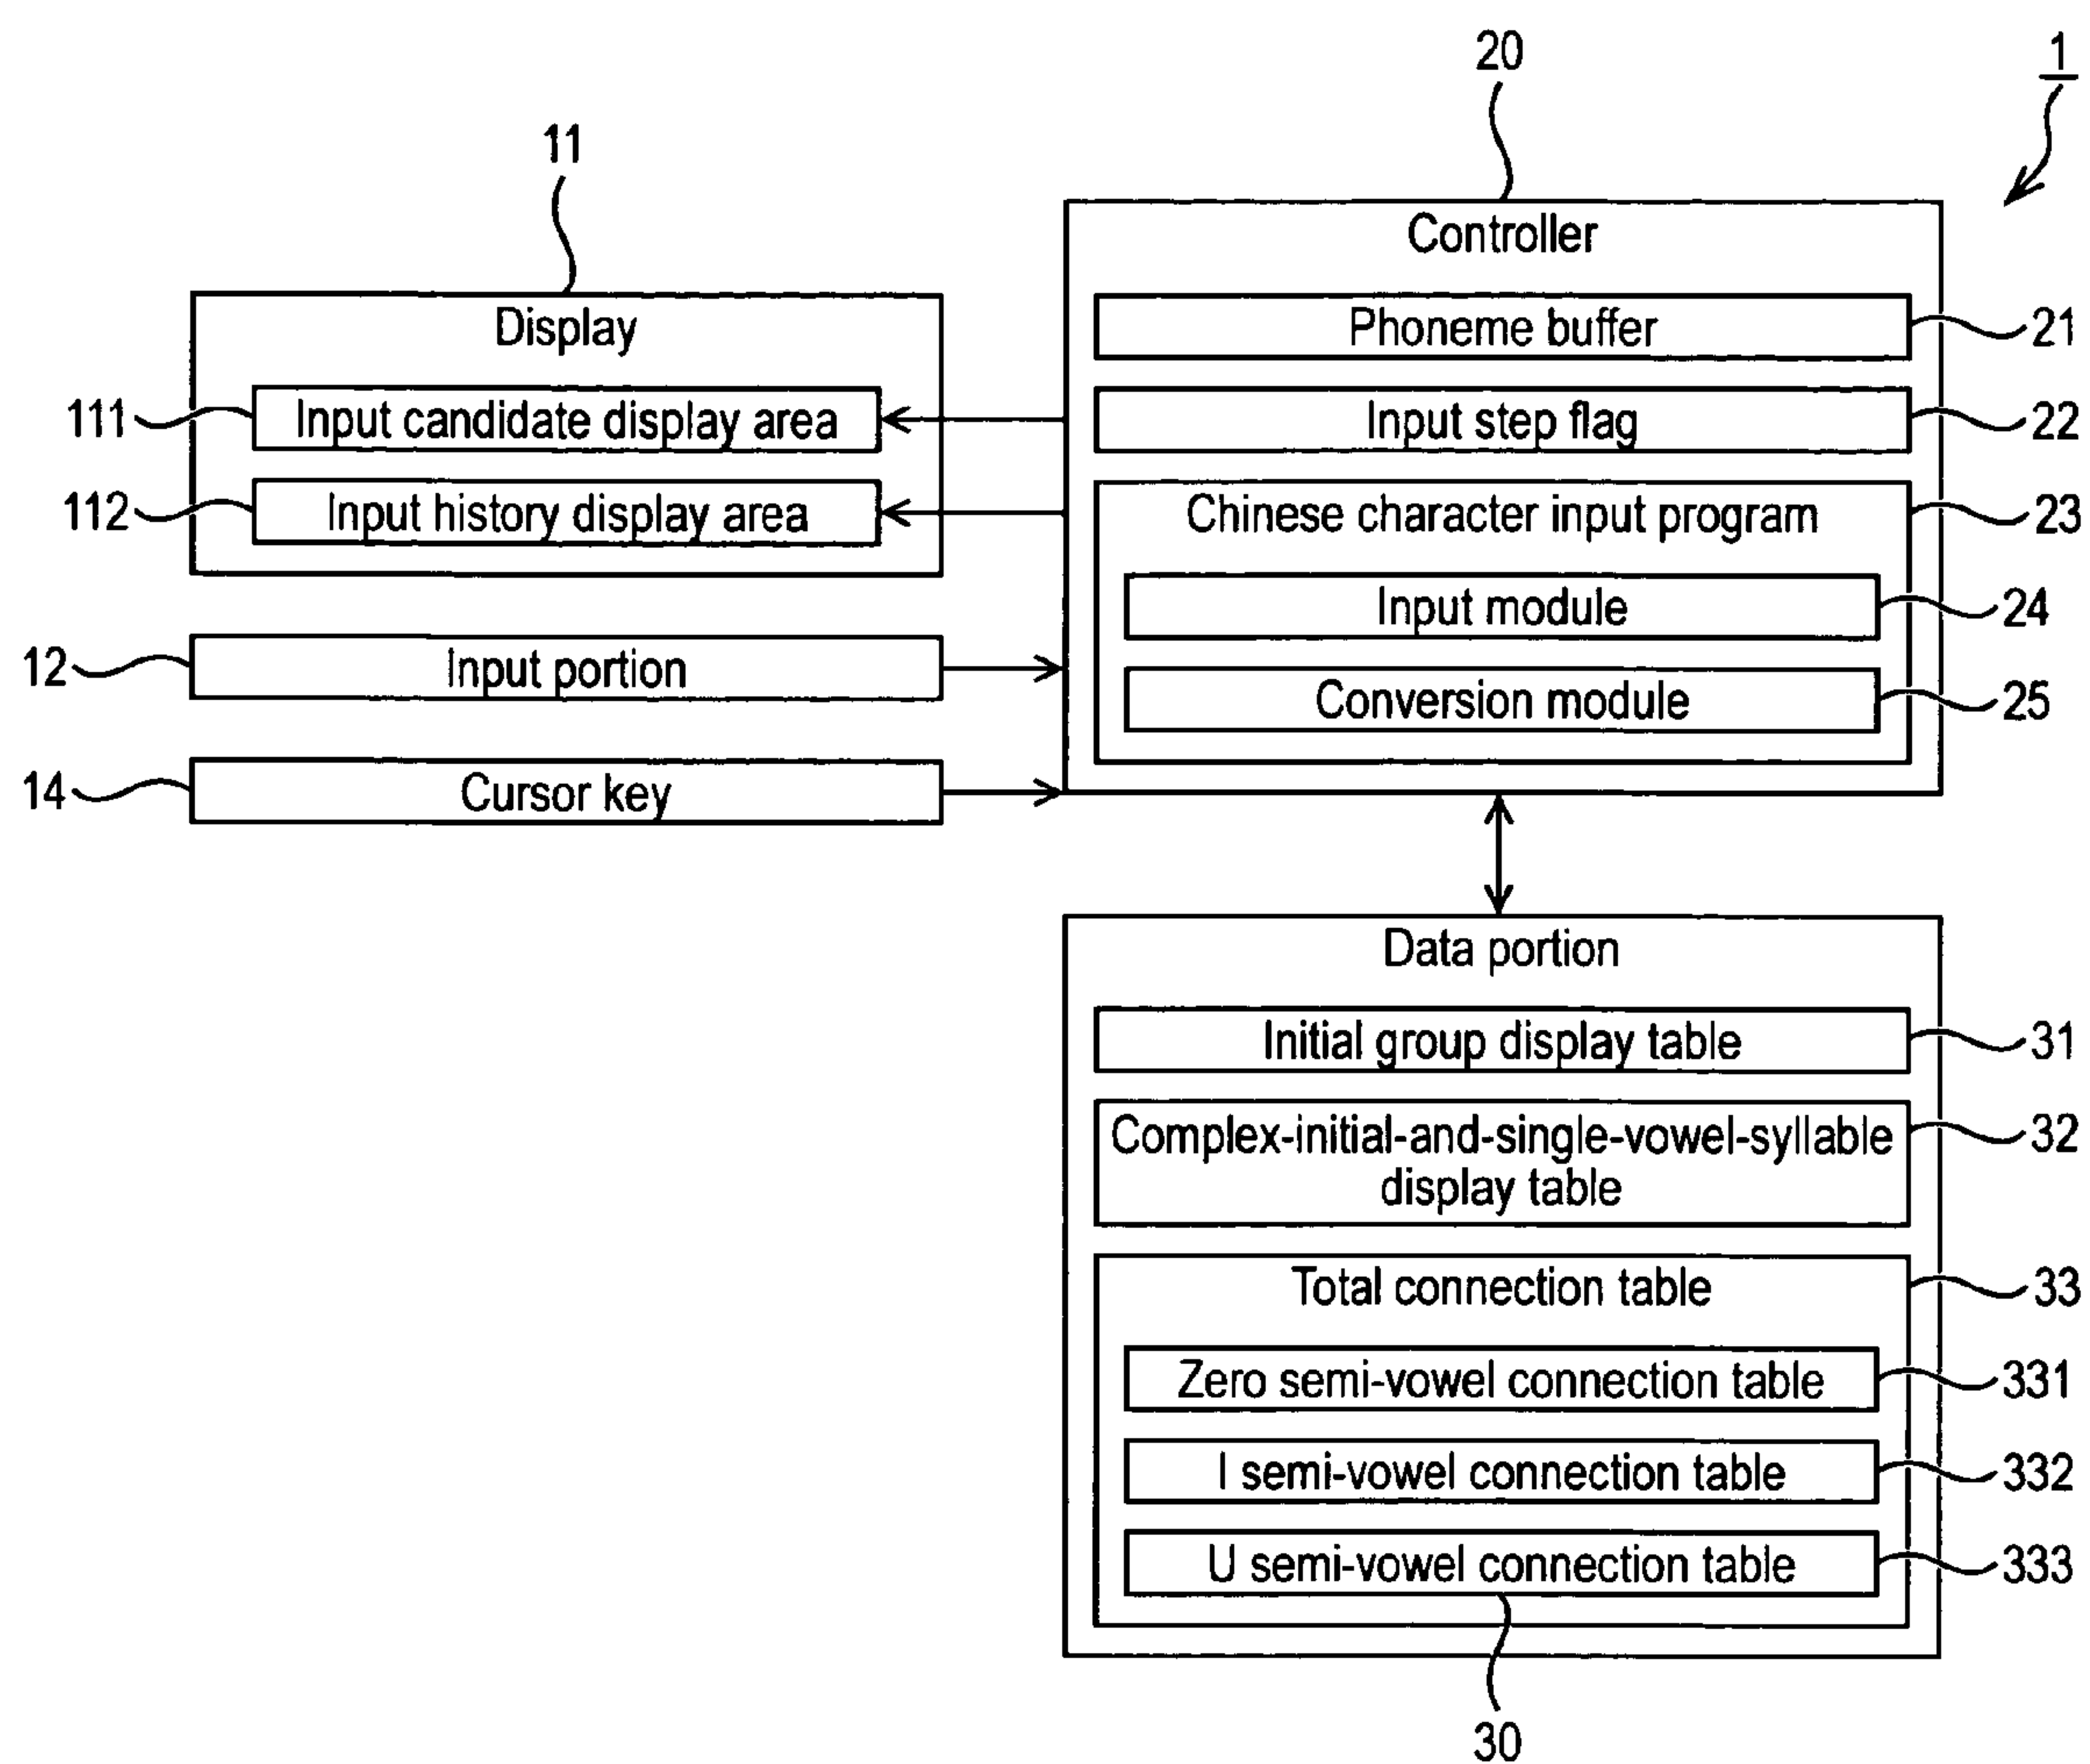 20
1
11
Controller
Display
Phoneme buffer
21
111
Input candidate display area
Input step flag
22
112
Input history display area
Chinese character input program
23
Input module
24
12
Input portion
Conversion module
25
14
Cursor key
Data portion
Initial group display table
31
Complex-initial-and-single-vowel-syllable
display table
32
Total connection table
33
Zero semi-vowel connection table
331
I semi-vowel connection table
332
U semi-vowel connection table
333
30